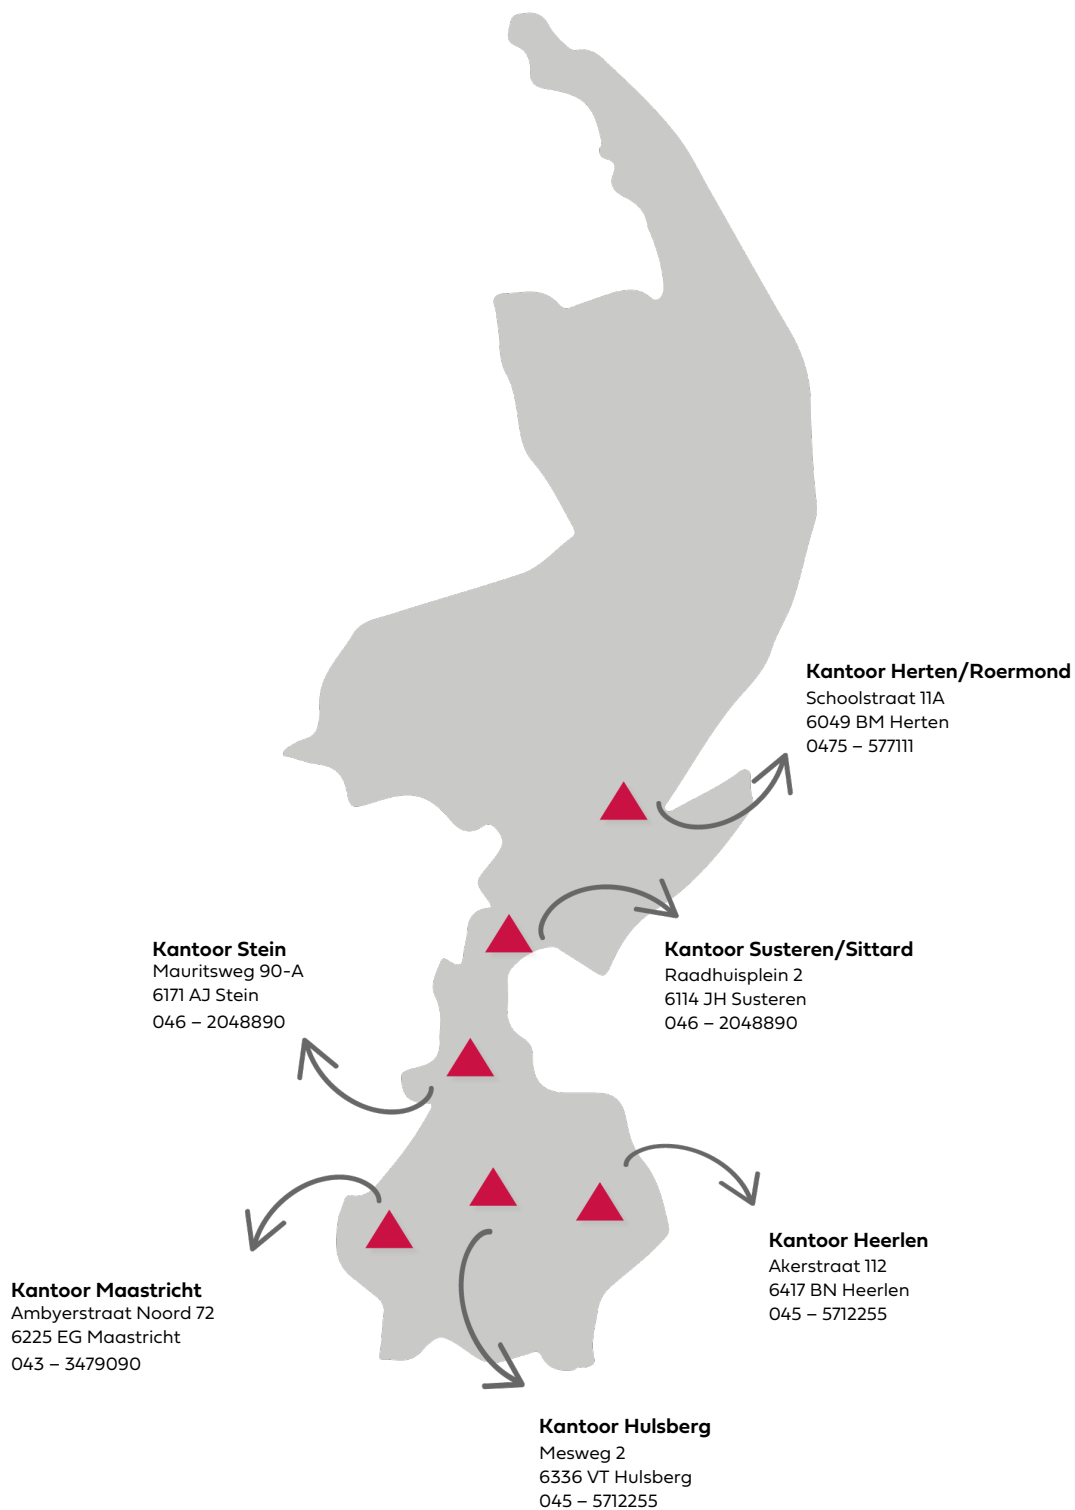 Kantoor Herten/Roermond
Schoolstraat 11A
6049 BM Herten
0475 – 577111
Kantoor Stein
Mauritsweg 90-A
6171 AJ Stein
046 – 2048890
Kantoor Susteren/Sittard
Raadhuisplein 2
6114 JH Susteren
046 – 2048890
Kantoor Heerlen
Akerstraat 112
6417 BN Heerlen
045 – 5712255
Kantoor Maastricht
Ambyerstraat Noord 72
6225 EG Maastricht
043 – 3479090
Kantoor Hulsberg
Mesweg 2
6336 VT Hulsberg
045 – 5712255